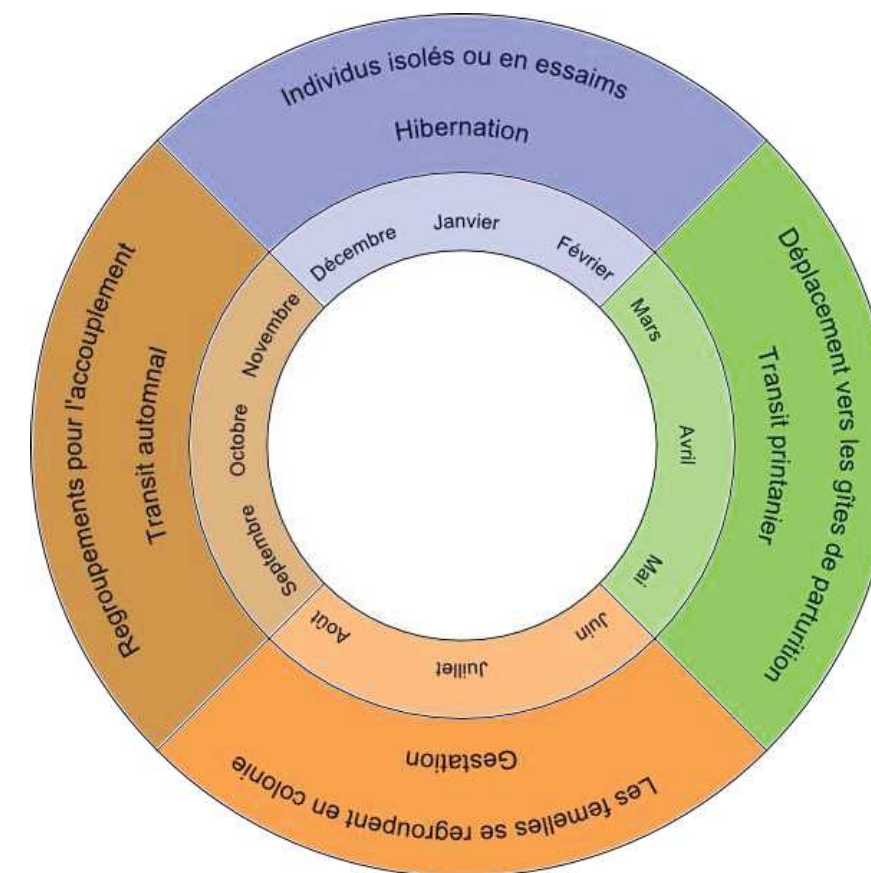 Individus isolés ou en essaims
Hibernation
Décembre
Janvier
Février
Déplacement vers les gîtes de parturition
Transit printanier
Mars
Avril
Mai
Juin
Juillet
Août
Gestation
Les femelles se regroupent en colonie
Septembre
Octobre
Novembre
Transit automnal
Regroupements pour l'accouplement